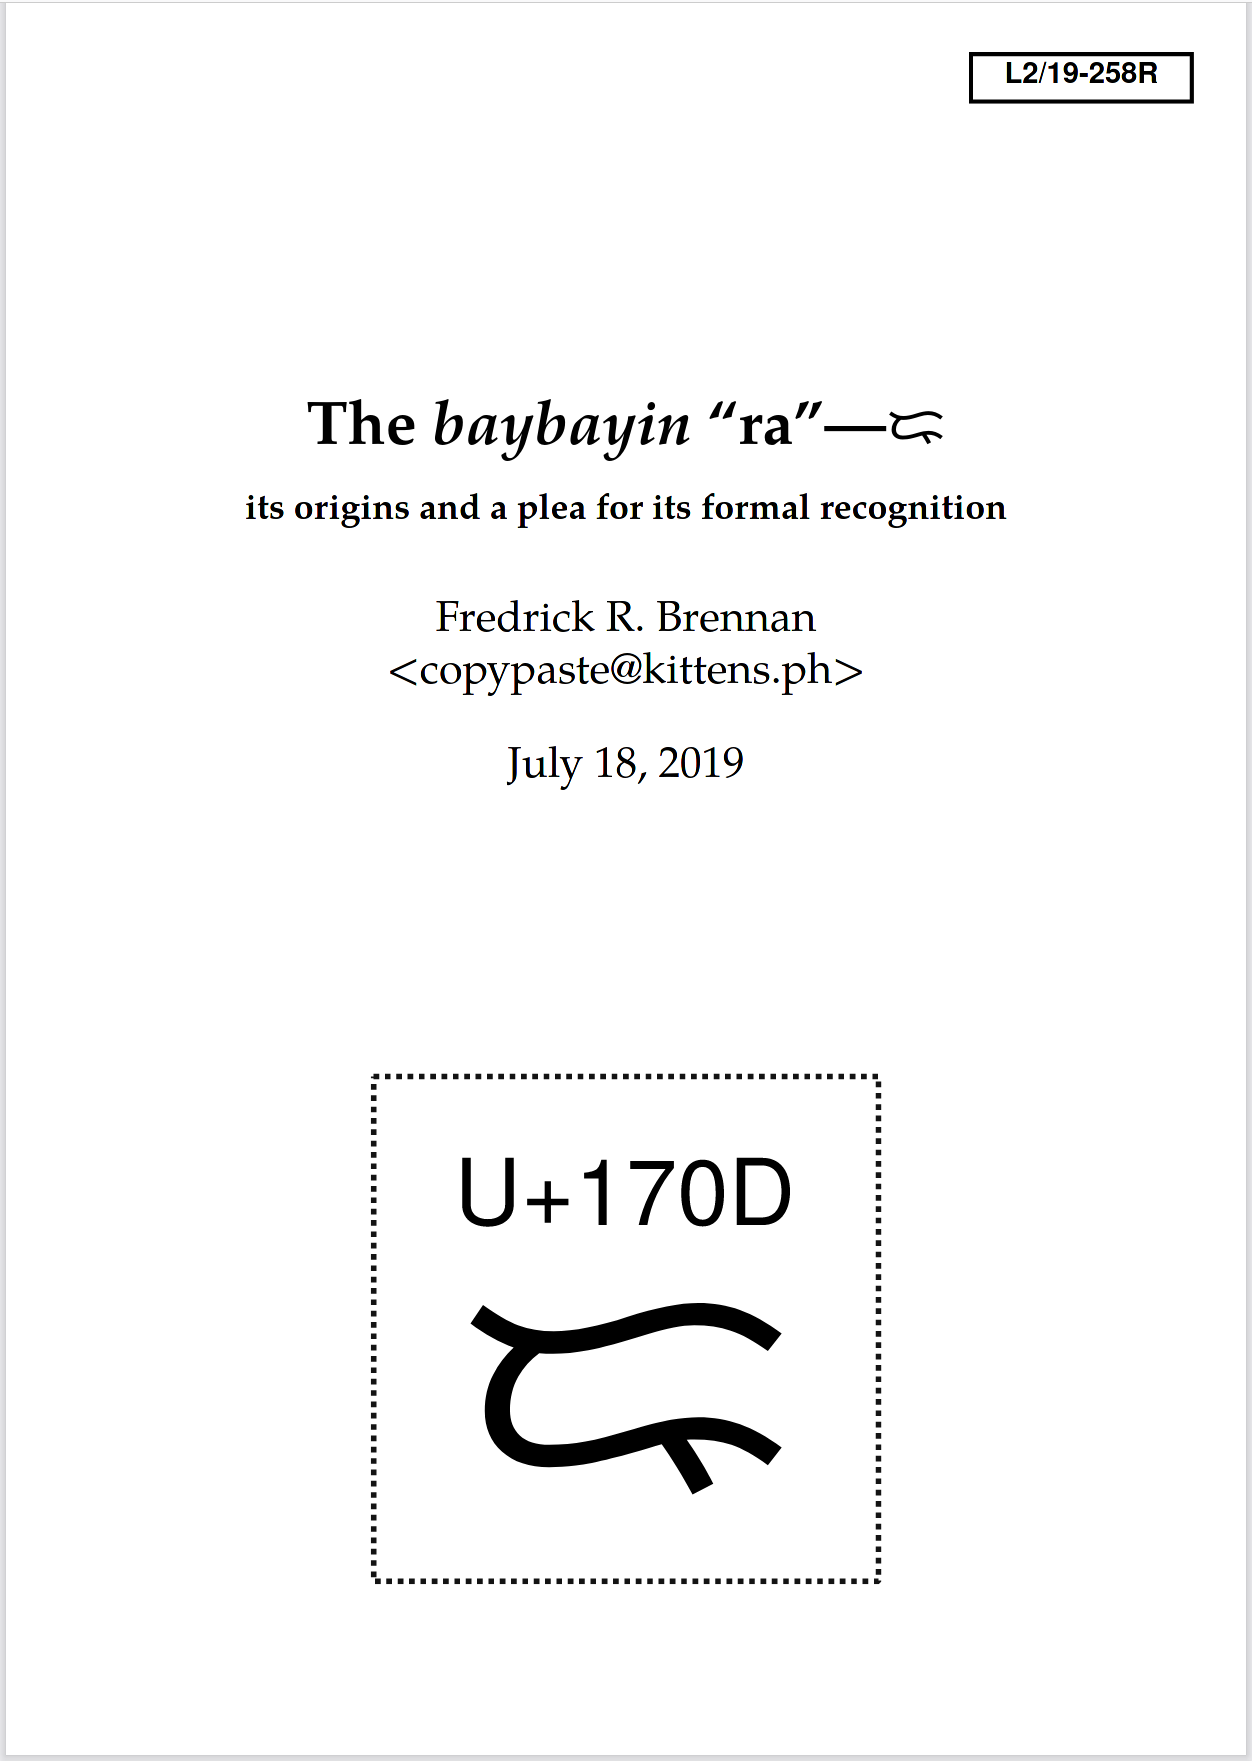 L2/19-258R
The baybayin “ra”—ᜍ
its origins and a plea for its formal recognition
Fredrick R. Brennan
<copypaste@kittens.ph>
July 18, 2019
U+170D
ᜍ